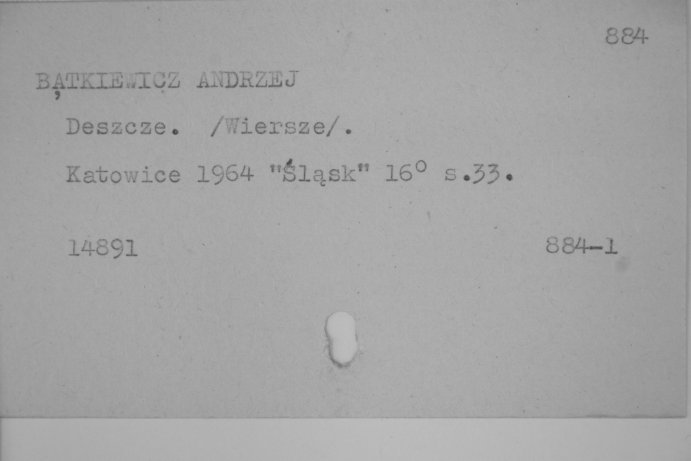 884
BĄTKIEWICZ ANDRZEJ
Deszcze. /Wiersze/.
Katowice 1964 "Śląsk" 16° s.33.
14891 884-1